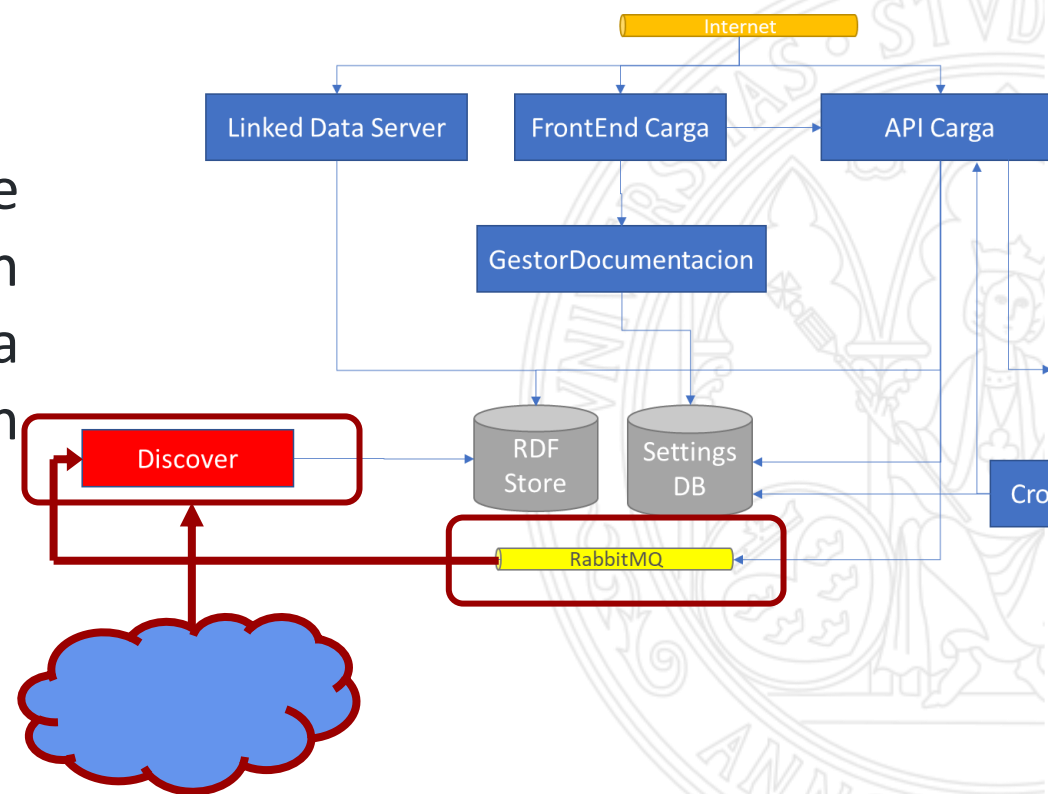 Internet
Linked Data Server
FrontEnd Carga
API Carga
e
n
a
n
GestorDocumentacion
RDF
Store
Settings
DB
Discover
Cro
RabbitMQ